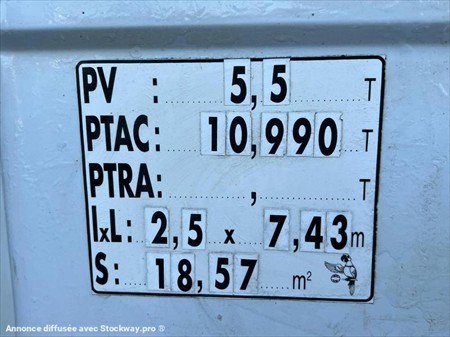 PV : 5,5 T
PTAC: 10,990 T
PTRA: , T
lxL: 2,5 x 7,43 m
S: 18,57 m²
Annonce diffusée avec Stockway.pro ®